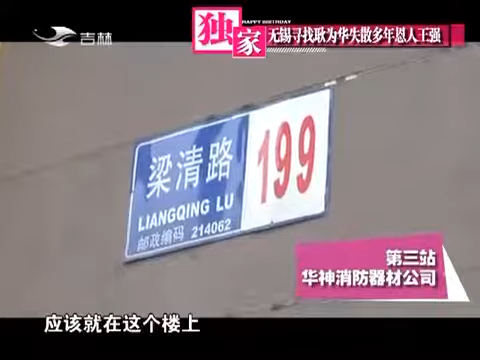 吉林
独家
HAPPY BIRTHDAY
无锡寻找耿为华失散多年恩人王强
梁清路
LIANGQING LU
邮政编码 214062
199
第三站
华神消防器材公司
应该就在这个楼上